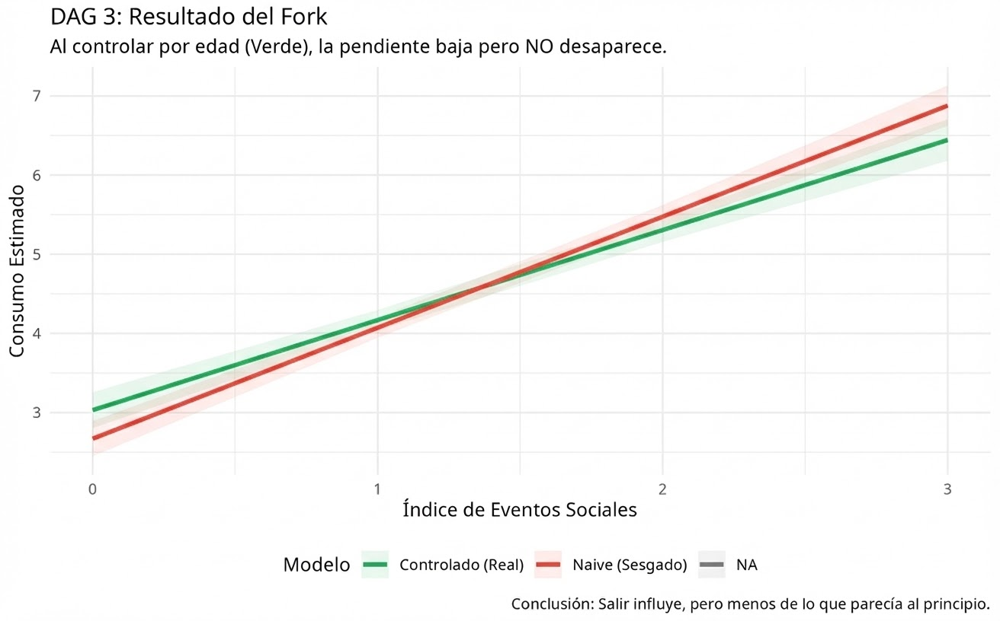 DAG 3: Resultado del Fork
Al controlar por edad (Verde), la pendiente baja pero NO desaparece.
Consumo Estimado
7
6
5
4
3
0 1 2 3
Índice de Eventos Sociales
Modelo Controlado (Real) Naive (Sesgado) NA
Conclusión: Salir influye, pero menos de lo que parecía al principio.